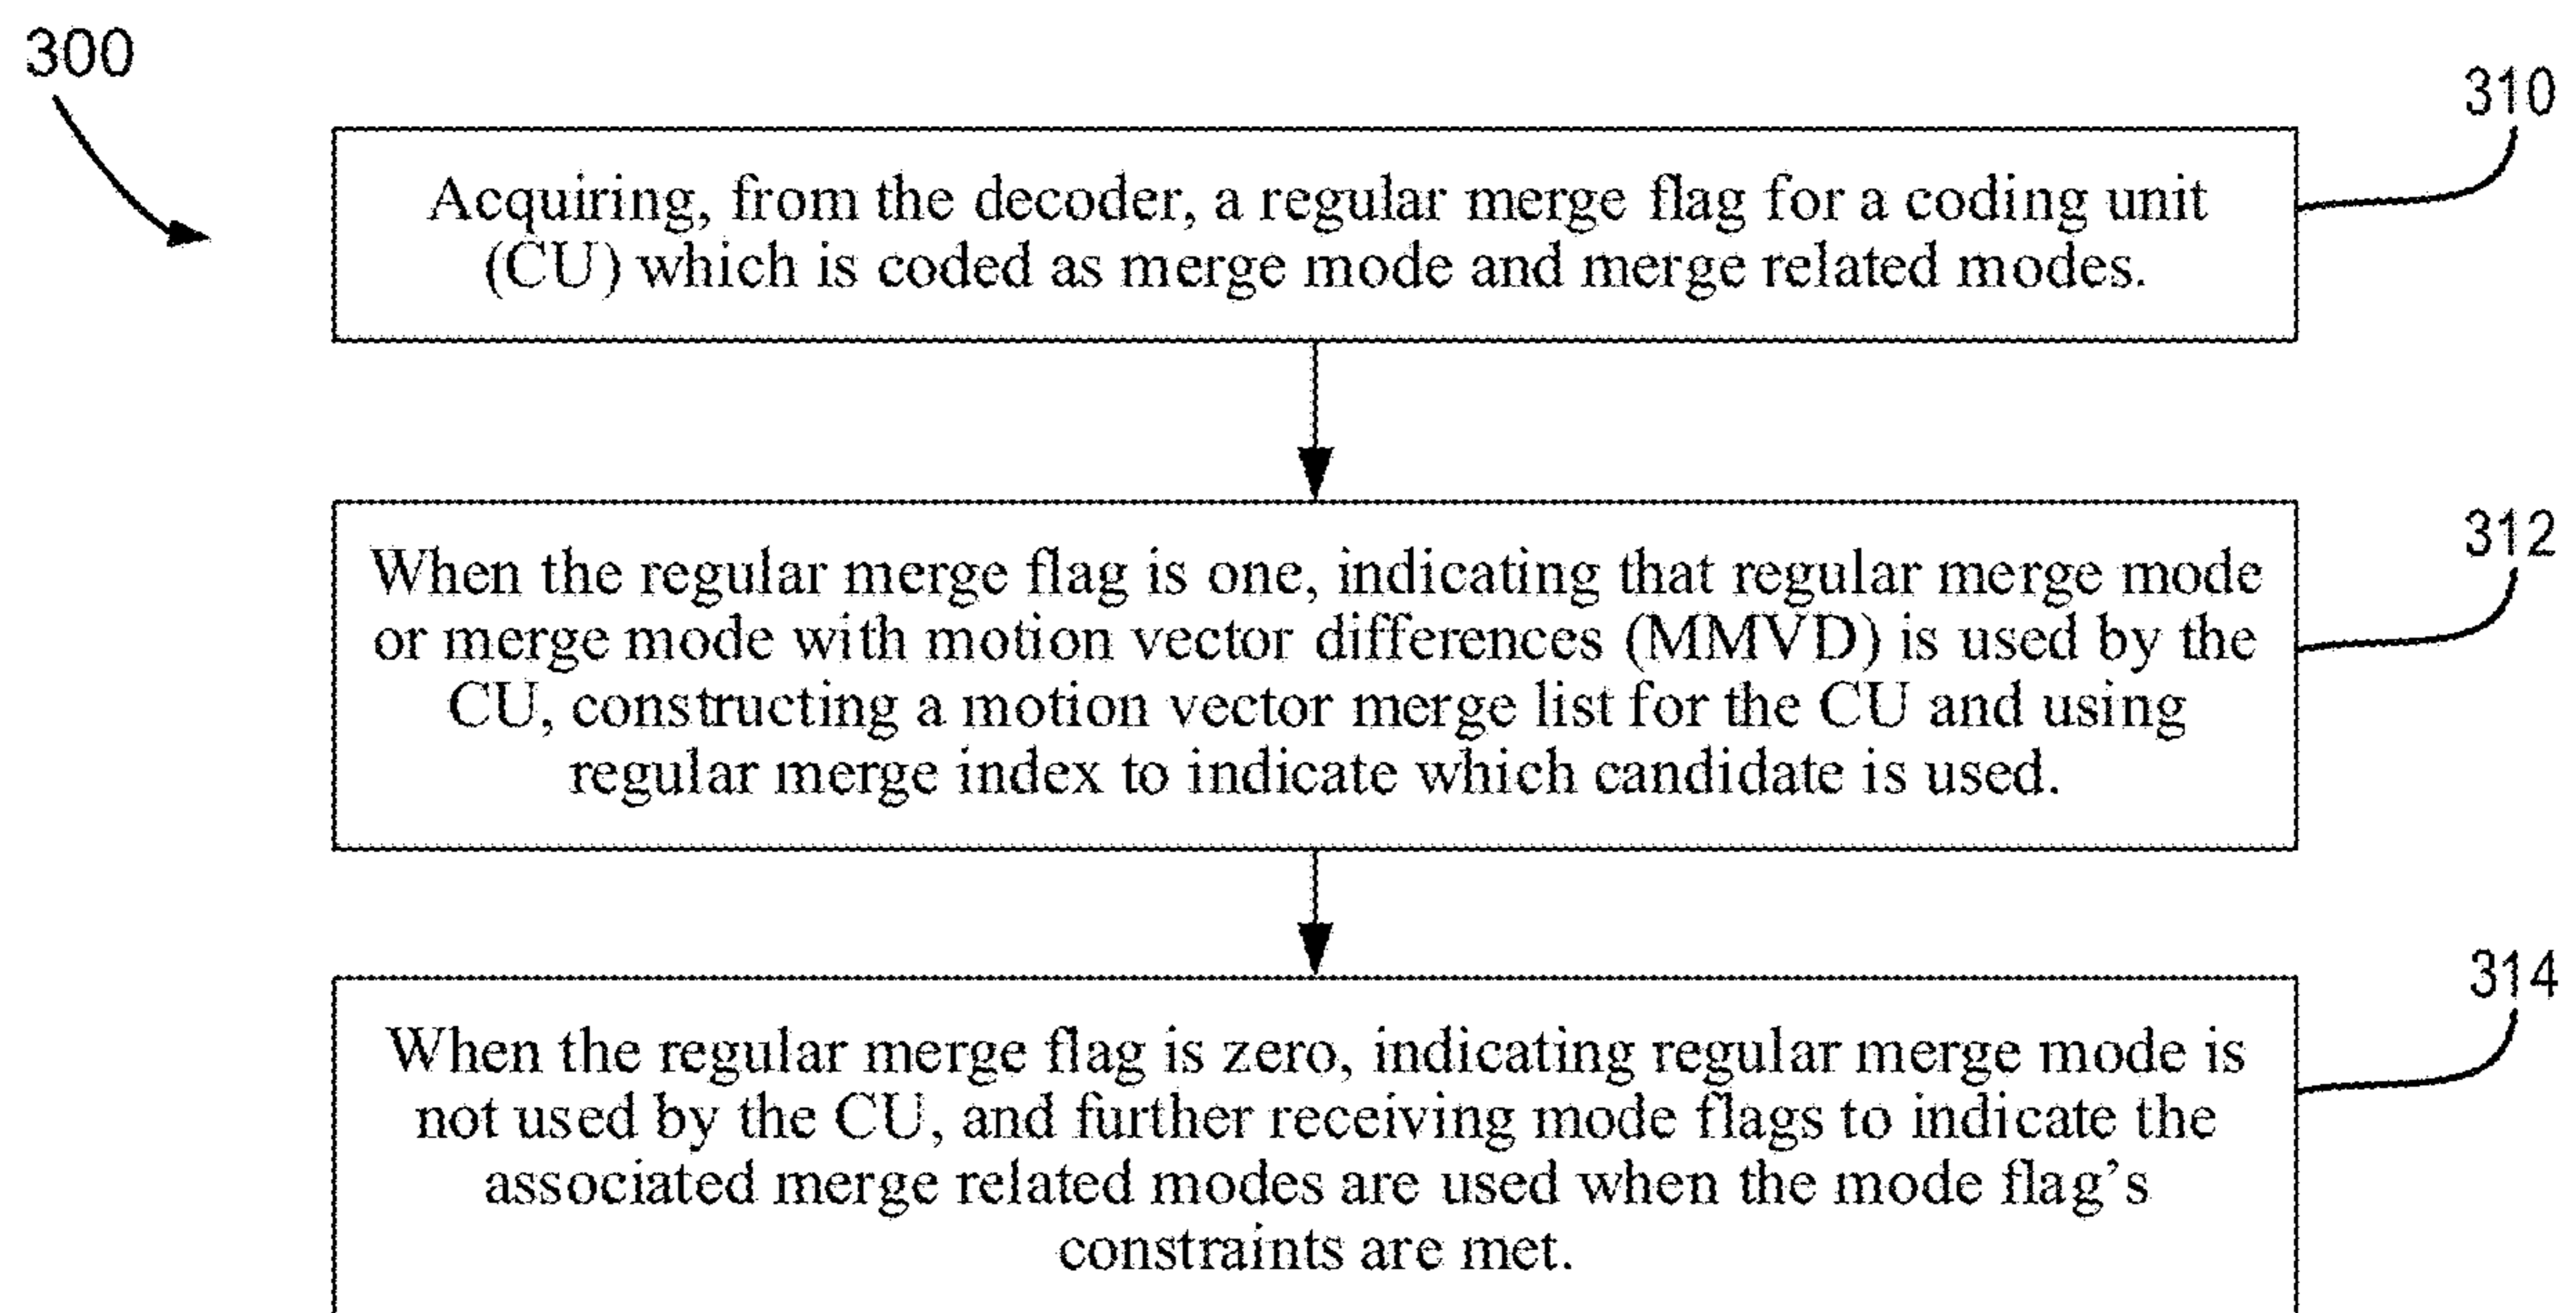 300
310
Acquiring, from the decoder, a regular merge flag for a coding unit
(CU) which is coded as merge mode and merge related modes.
312
When the regular merge flag is one, indicating that regular merge mode
or merge mode with motion vector differences (MMVD) is used by the
CU, constructing a motion vector merge list for the CU and using
regular merge index to indicate which candidate is used.
314
When the regular merge flag is zero, indicating regular merge mode is
not used by the CU, and further receiving mode flags to indicate the
associated merge related modes are used when the mode flag’s
constraints are met.